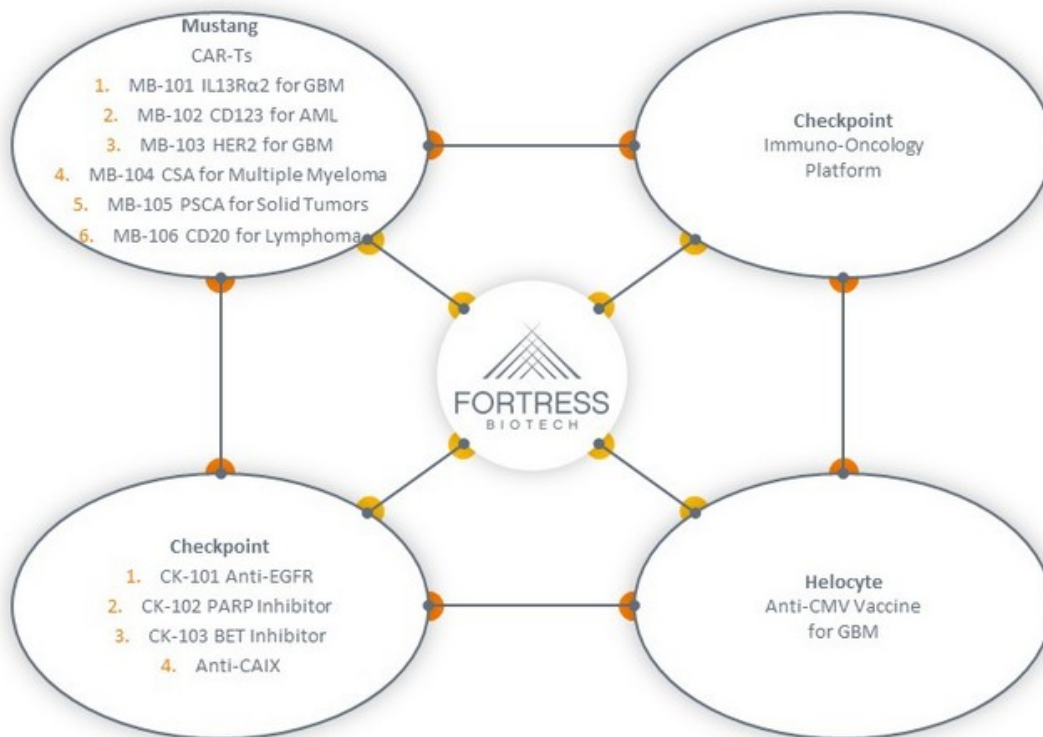 Mustang
CAR-Ts
1. MB-101 IL13Rα2 for GBM
2. MB-102 CD123 for AML
3. MB-103 HER2 for GBM
4. MB-104 CSA for Multiple Myeloma
5. MB-105 PSCA for Solid Tumors
6. MB-106 CD20 for Lymphoma
Checkpoint
Immuno-Oncology
Platform
FORTRESS
BIOTECH
Checkpoint
1. CK-101 Anti-EGFR
2. CK-102 PARP Inhibitor
3. CK-103 BET Inhibitor
4. Anti-CAIX
Helocyte
Anti-CMV Vaccine
for GBM